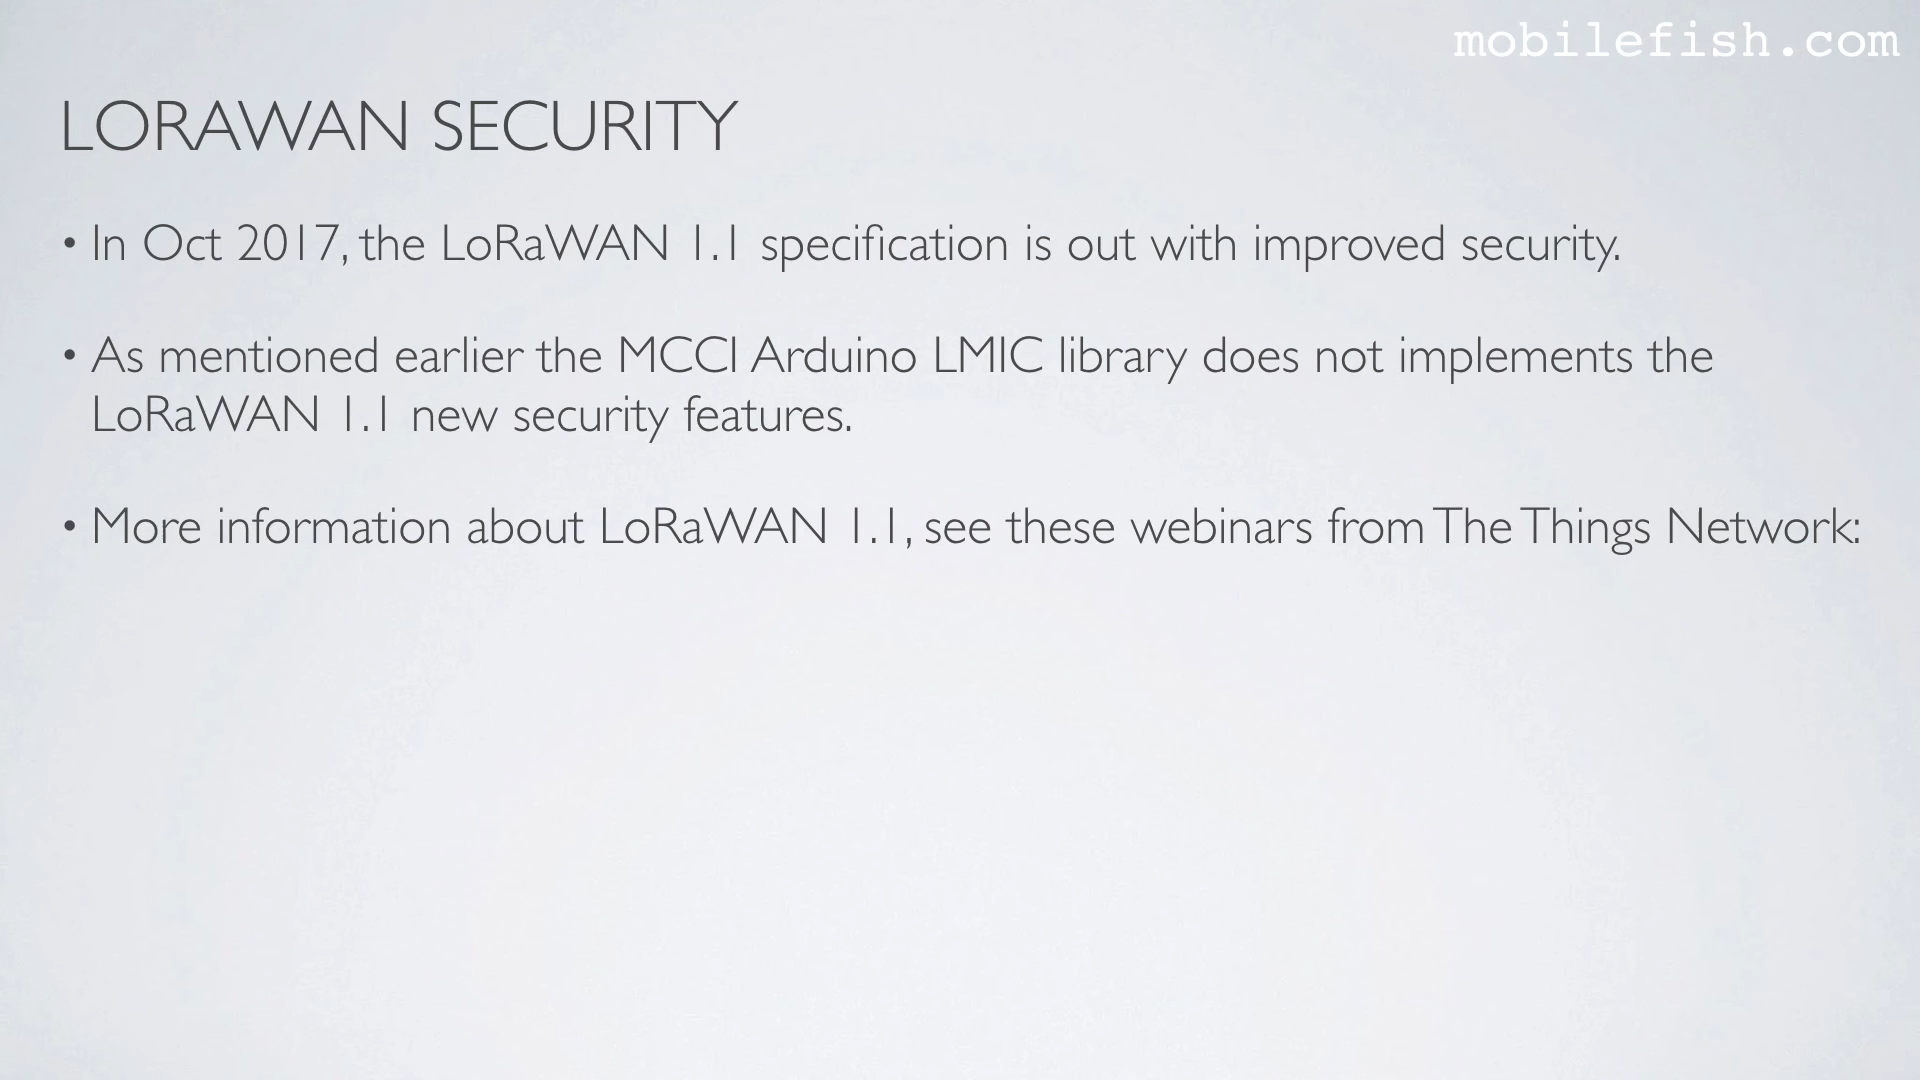 mobilefish.com
LORAWAN SECURITY
• In Oct 2017, the LoRaWAN 1.1 specification is out with improved security.
• As mentioned earlier the MCCI Arduino LMIC library does not implements the
LoRaWAN 1.1 new security features.
• More information about LoRaWAN 1.1, see these webinars from The Things Network: